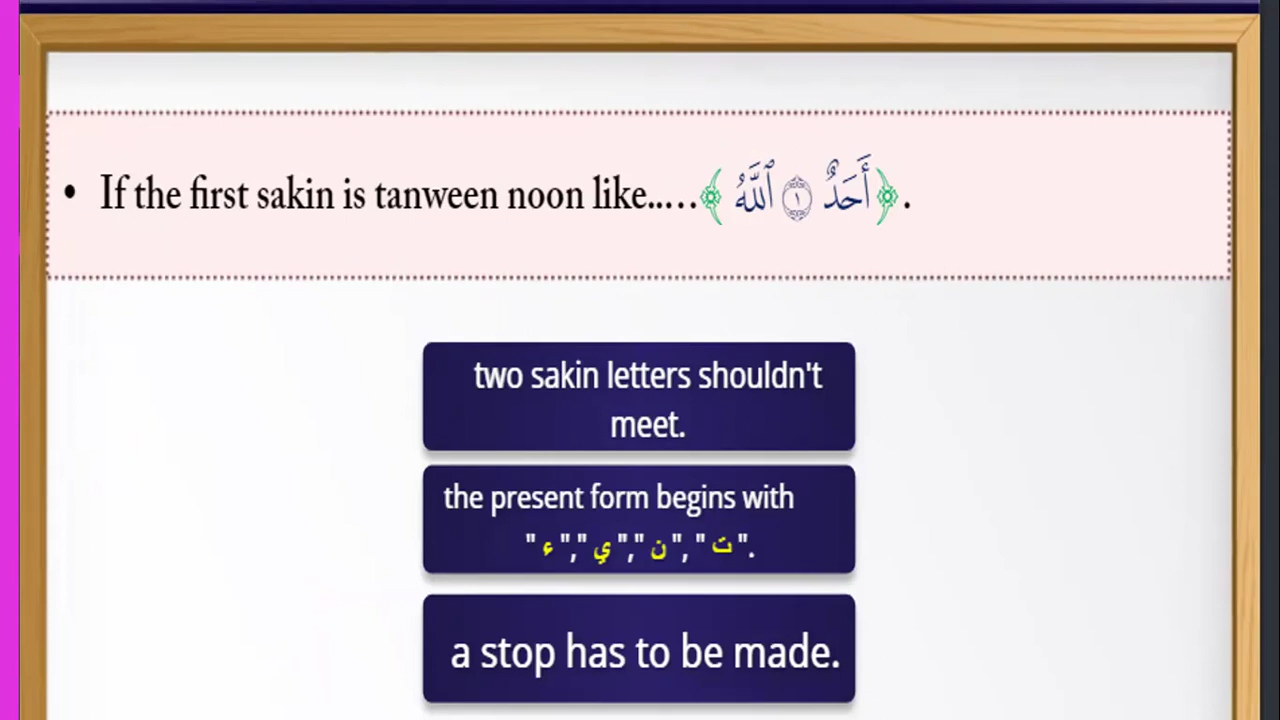 • If the first sakin is tanween noon like..…﴿أَحَدٌ ۝١ ٱللَّهُ﴾.
two sakin letters shouldn't
meet.
the present form begins with
" ء "," ي "," ن ", " ت ".
a stop has to be made.